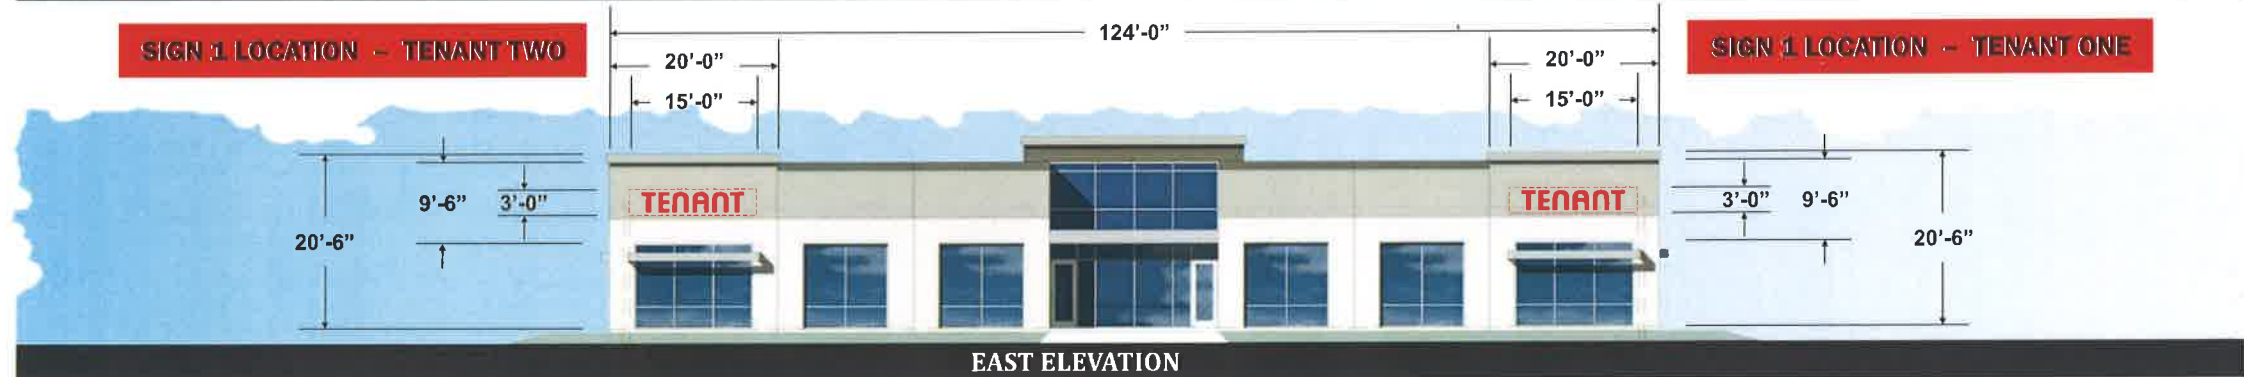 SIGN 1 LOCATION – TENANT TWO
124'-0”
SIGN 1 LOCATION – TENANT ONE
20'-0”
20'-0”
15'-0”
15'-0”
9'-6”
3'-0”
TENANT
TENANT
3'-0”
9'-6”
20'-6”
20'-6”
EAST ELEVATION